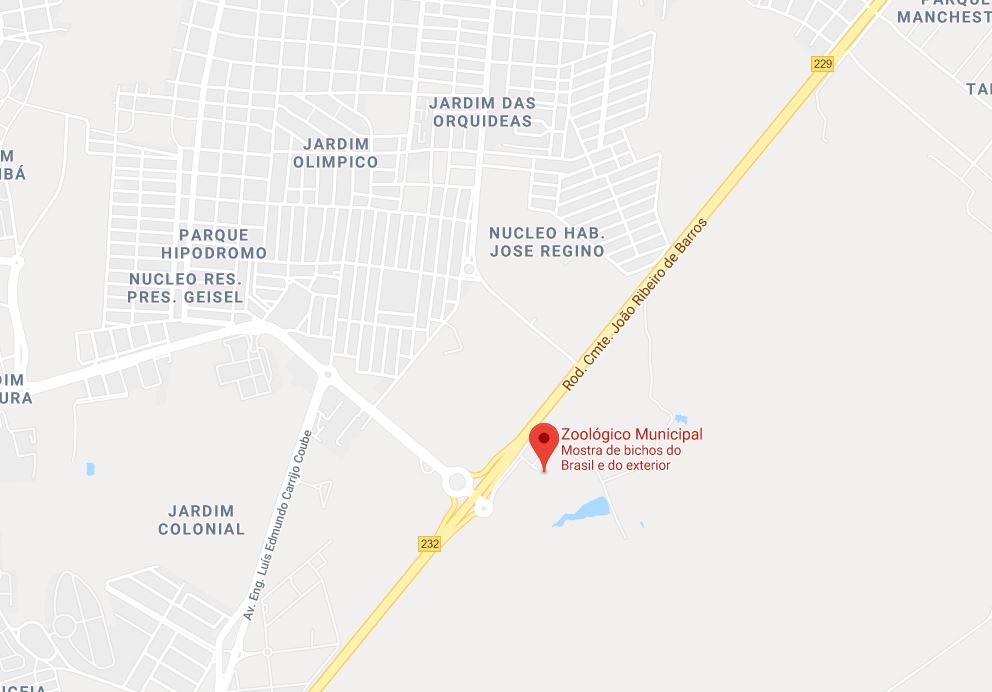 PARQUE
MANCHEST
229
TAN
JARDIM DAS
ORQUIDEAS
JARDIM
OLIMPICO
M
BÁ
NUCLEO HAB.
JOSE REGINO
PARQUE
HIPODROMO
NUCLEO RES.
PRES. GEISEL
Rod. Cmte. João Ribeiro de Barros
DIM
URA
Zoológico Municipal
Mostra de bichos do
Brasil e do exterior
Av. Eng. Luís Edmundo Carrijo Coube
JARDIM
COLONIAL
232